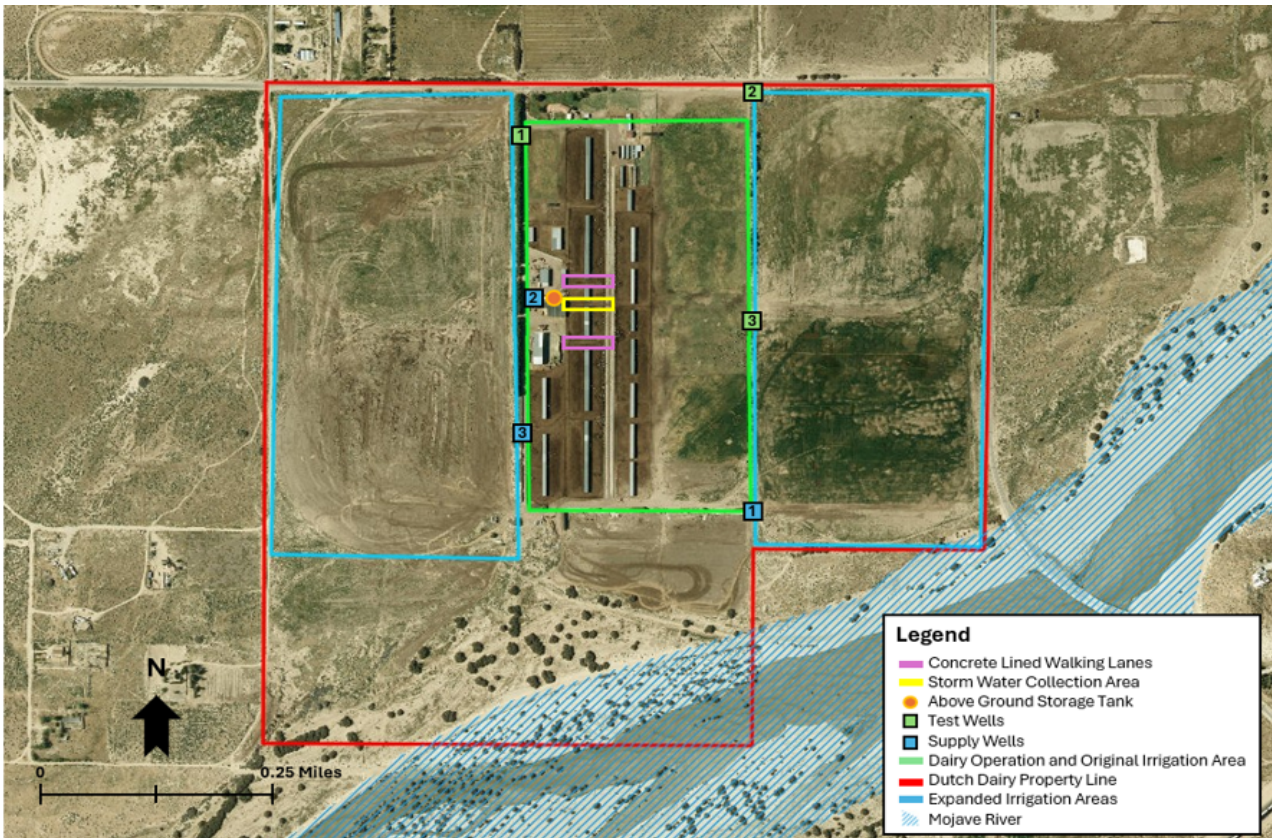 2
1
2
3
3
1
N
0
0.25 Miles
Legend
Concrete Lined Walking Lanes
Storm Water Collection Area
Above Ground Storage Tank
Test Wells
Supply Wells
Dairy Operation and Original Irrigation Area
Dutch Dairy Property Line
Expanded Irrigation Areas
Mojave River